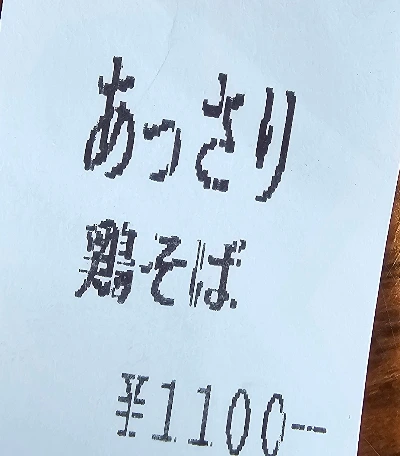 あっさり
鶏そば
¥1100--